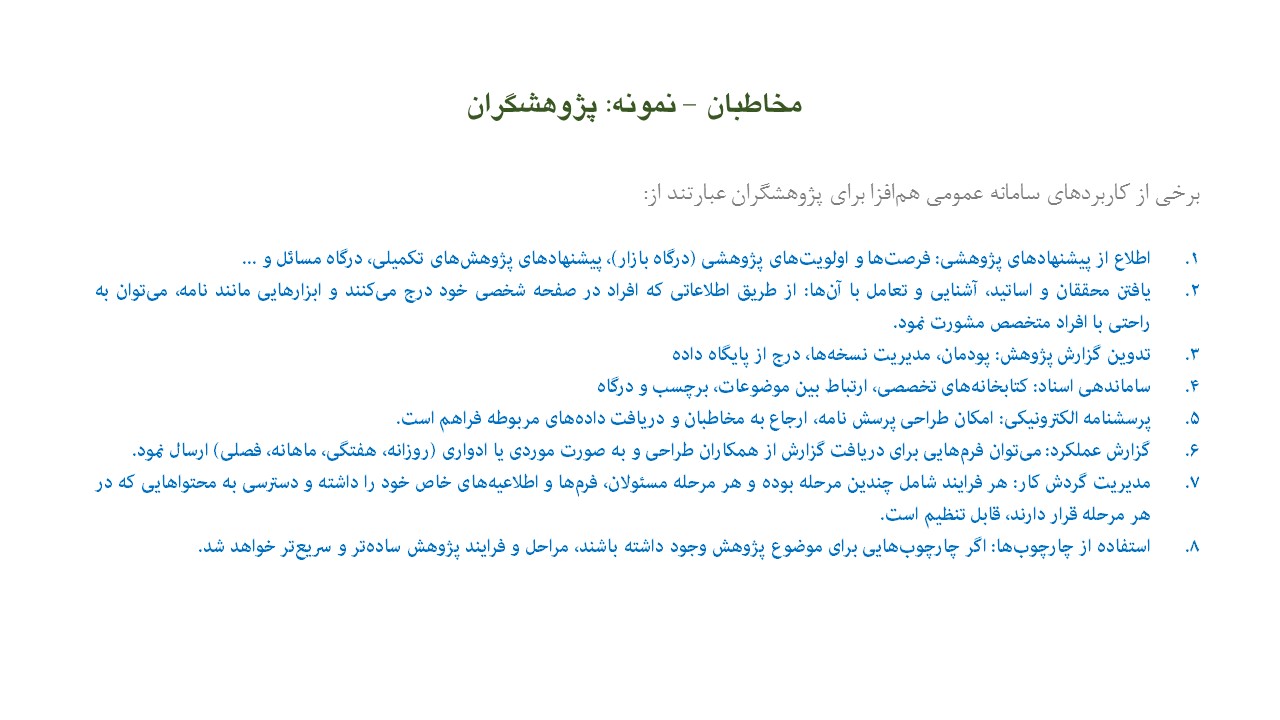 مخاطبان – نمونه: پژوهشگران
برخی از کاربردهای سامانه عمومی هم‌افزا برای پژوهشگران عبارتند از:
۱. اطلاع از پیشنهادهای پژوهشی: فرصت‌ها و اولویت‌های پژوهشی (درگاه بازار)، پیشنهادهای پژوهش‌های تکمیلی، درگاه مسائل و ...
۲. یافتن محققان و اساتید، آشنایی و تعامل با آن‌ها: از طریق اطلاعاتی که افراد در صفحه شخصی خود درج می‌کنند و ابزارهایی مانند نامه، می‌توان به
راحتی با افراد متخصص مشورت نمود.
۳. تدوین گزارش پژوهش: پودمان، مدیریت نسخه‌ها، درج از پایگاه داده
۴. ساماندهی اسناد: کتابخانه‌های تخصصی، ارتباط بین موضوعات، برچسب و درگاه
۵. پرسشنامه الکترونیکی: امکان طراحی پرسش نامه، ارجاع به مخاطبان و دریافت داده‌های مربوطه فراهم است.
۶. گزارش عملکرد: می‌توان فرم‌هایی برای دریافت گزارش از همکاران طراحی و به صورت موردی یا ادواری (روزانه، هفتگی، ماهانه، فصلی) ارسال نمود.
۷. مدیریت گردش کار: هر فرایند شامل چندین مرحله بوده و هر مرحله مسئولان، فرم‌ها و اطلاعیه‌های خاص خود را داشته و دسترسی به محتواهایی که در
هر مرحله قرار دارند، قابل تنظیم است.
۸. استفاده از چارچوب‌ها: اگر چارچوب‌هایی برای موضوع پژوهش وجود داشته باشند، مراحل و فرایند پژوهش ساده‌تر و سریع‌تر خواهد شد.